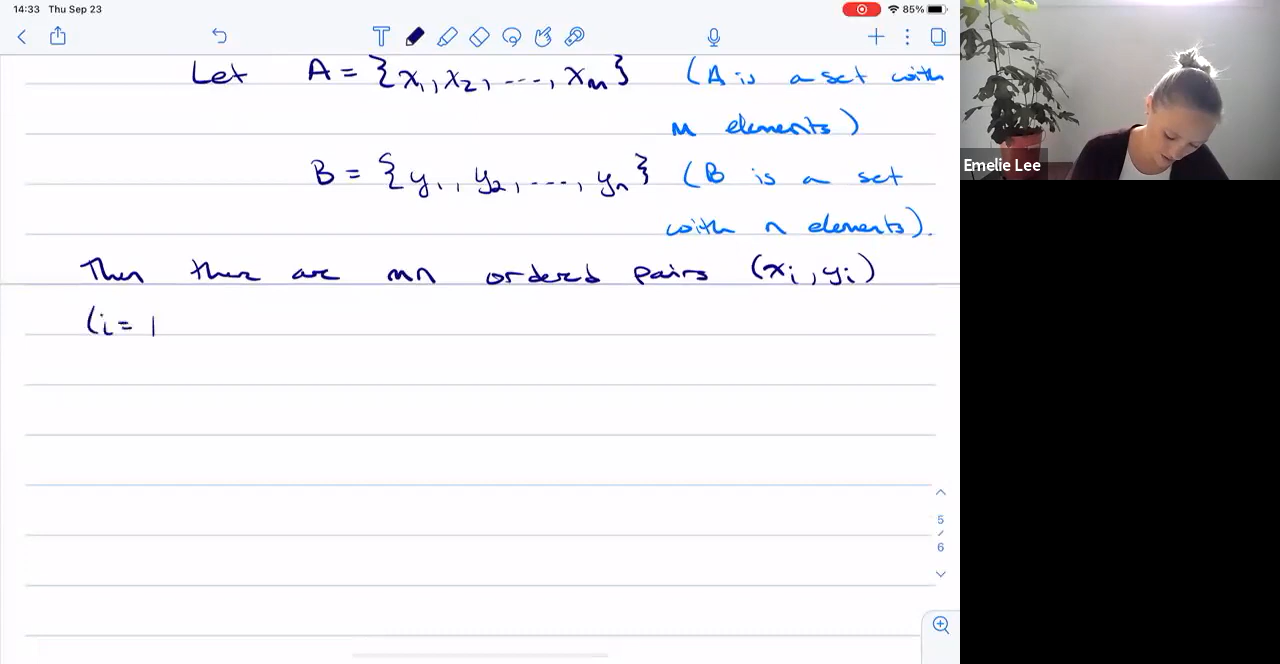 14:33 Thu Sep 23
85%
T
Let A = {x₁, x₂, ----, xₘ} (A is a set with
m elements)
B = {y₁, y₂, ---, yₙ} (B is a set
with n elements).
Then there are mn ordered pairs (xᵢ, yᵢ)
(i = 1
Emelie Lee
5
6